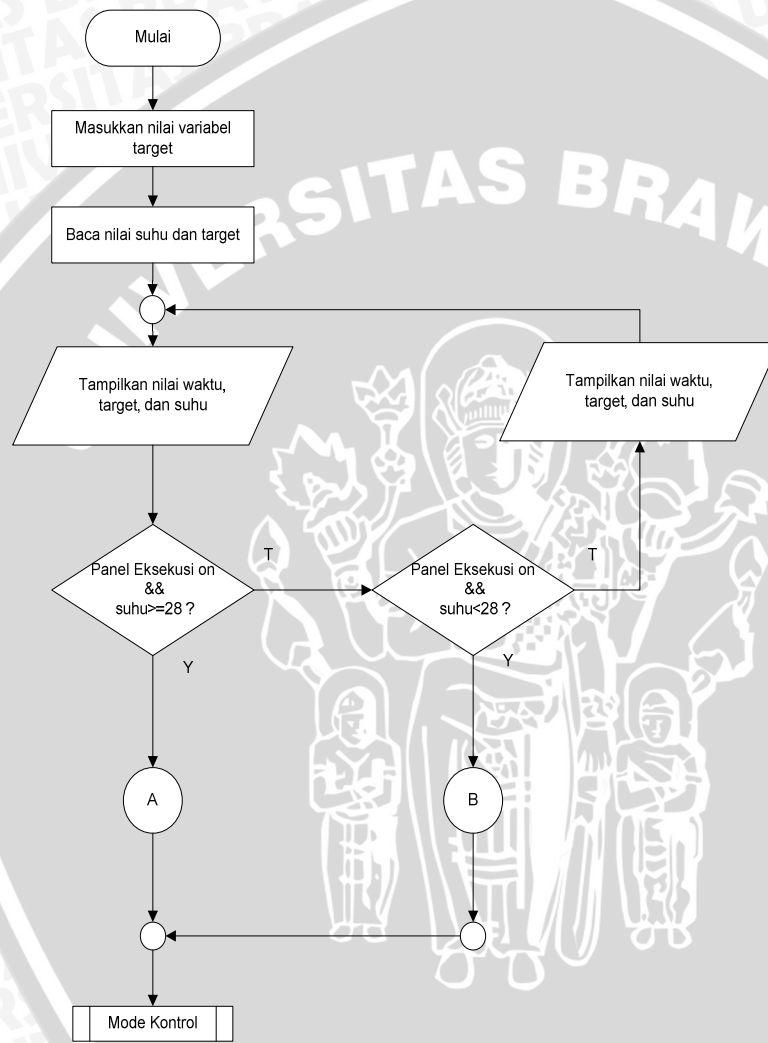 Mulai
Masukkan nilai variabel
target
Baca nilai suhu dan target
Tampilkan nilai waktu,
target, dan suhu
Tampilkan nilai waktu,
target, dan suhu
Panel Eksekusi on
&&
suhu>=28 ?
T
Panel Eksekusi on
&&
suhu<28 ?
T
Y
Y
A
B
Mode Kontrol
UNIVERSITAS BRAW